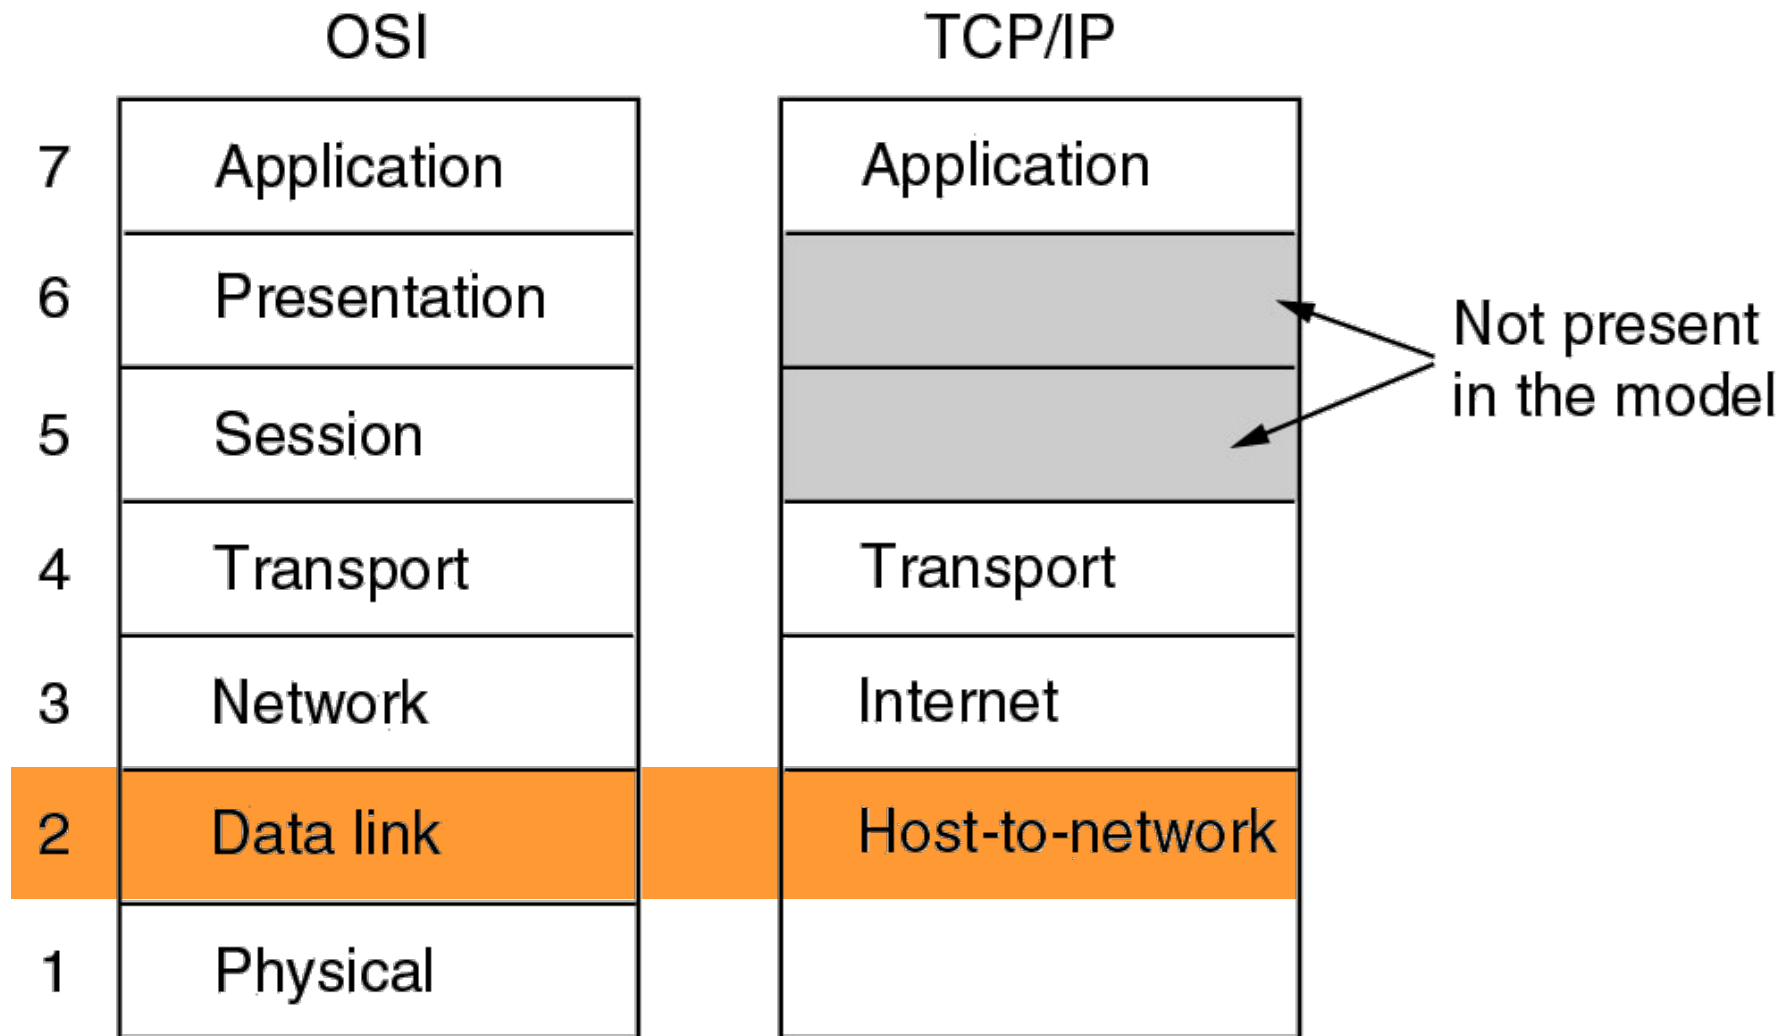 OSI TCP/IP
7 Application Application
6 Presentation
Not present
in the model
5 Session
4 Transport Transport
3 Network Internet
2 Data link Host-to-network
1 Physical